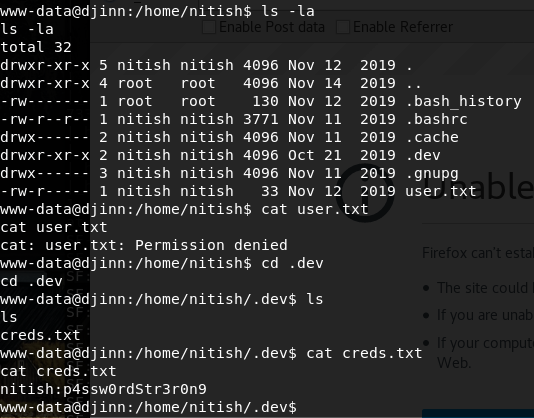 www-data@djinn:/home/nitish$ ls -la
Enable Post data Enable Referrer
ls -la
total 32
drwxr-xr-x 5 nitish nitish 4096 Nov 12 2019 .
drwxr-xr-x 4 root root 4096 Nov 14 2019 ..
-rw------- 1 root root 130 Nov 12 2019 .bash_history
-rw-r--r-- 1 nitish nitish 3771 Nov 11 2019 .bashrc
drwx------ 2 nitish nitish 4096 Nov 11 2019 .cache
drwxr-xr-x 2 nitish nitish 4096 Oct 21 2019 .dev
drwx------ 3 nitish nitish 4096 Nov 11 2019 .gnupg
-rw-r----- 1 nitish nitish 33 Nov 12 2019 user.txt
Unable
www-data@djinn:/home/nitish$ cat user.txt
cat user.txt
cat: user.txt: Permission denied
Firefox can't esta
www-data@djinn:/home/nitish$ cd .dev
cd .dev
The site could
www-data@djinn:/home/nitish/.dev$ ls
If you are unab
ls
creds.txt
If your compute
www-data@djinn:/home/nitish/.dev$ cat creds.txt
Web.
cat creds.txt
nitish:p4ssw0rdStr3r0n9
www-data@djinn:/home/nitish/.dev$